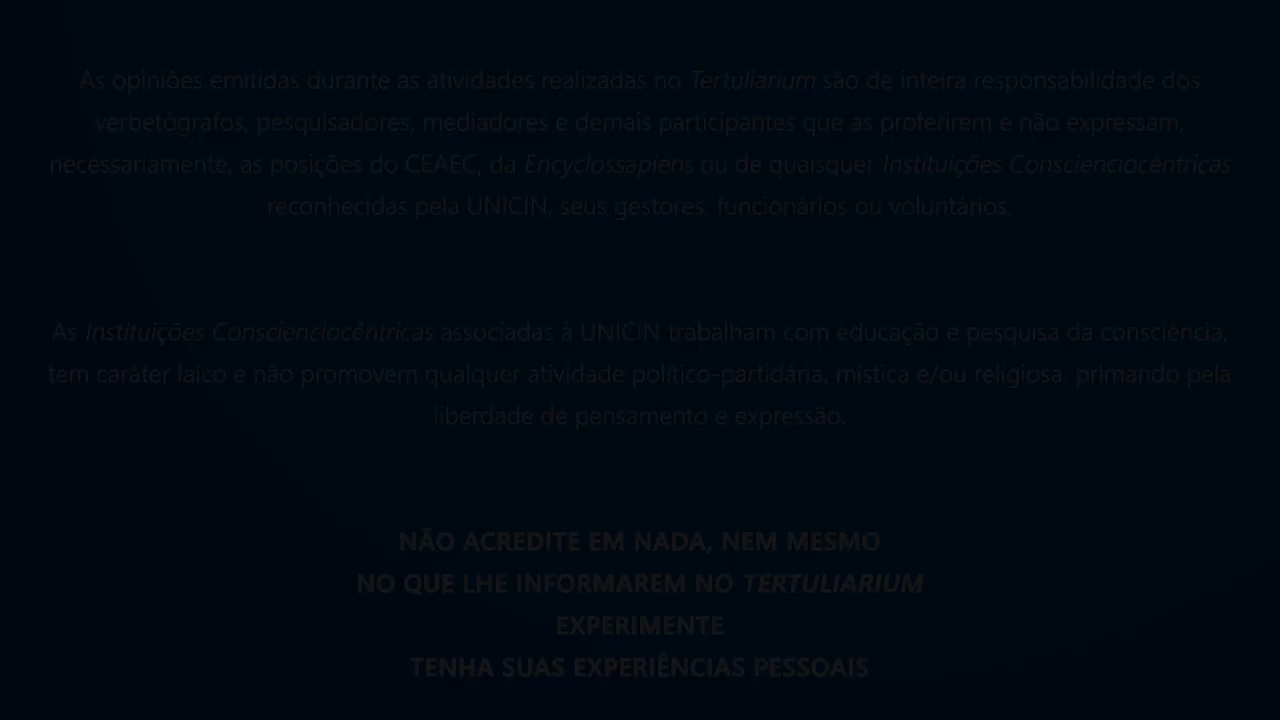 As opiniões emitidas durante as atividades realizadas no Tertuliarium são de inteira responsabilidade dos
verbetógrafos, pesquisadores, mediadores e demais participantes que as proferirem e não expressam,
necessariamente, as posições do CEAEC, da Encyclossapiens ou de quaisquer Instituições Conscienciocêntricas
reconhecidas pela UNICIN, seus gestores, funcionários ou voluntários.
As Instituições Conscienciocêntricas associadas à UNICIN trabalham com educação e pesquisa da consciência,
tem caráter laico e não promovem qualquer atividade político-partidária, mística e/ou religiosa, primando pela
liberdade de pensamento e expressão.
NÃO ACREDITE EM NADA, NEM MESMO
NO QUE LHE INFORMAREM NO TERTULIARIUM
EXPERIMENTE
TENHA SUAS EXPERIÊNCIAS PESSOAIS